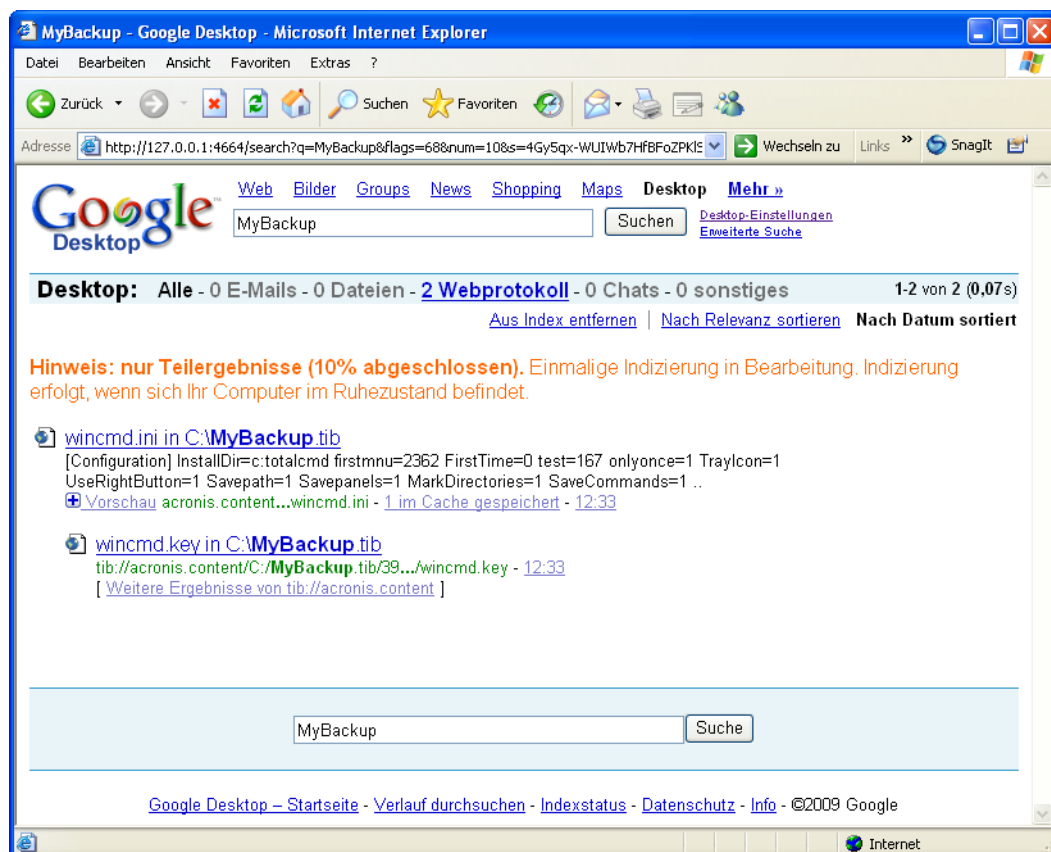 MyBackup - Google Desktop - Microsoft Internet Explorer
Datei Bearbeiten Ansicht Favoriten Extras ?
Zurück Suchen Favoriten
Adresse http://127.0.0.1:4664/search?q=MyBackup&flags=68&num=10&s=4Gy5qx-WUIWb7HfBFoZPKlS Wechseln zu Links » SnagIt
Google™ Desktop
Web Bilder Groups News Shopping Maps Desktop Mehr »
MyBackup Suchen Desktop-Einstellungen
Erweiterte Suche
Desktop: Alle - 0 E-Mails - 0 Dateien - 2 Webprotokoll - 0 Chats - 0 sonstiges 1-2 von 2 (0,07s)
Aus Index entfernen | Nach Relevanz sortieren Nach Datum sortiert
Hinweis: nur Teilergebnisse (10% abgeschlossen). Einmalige Indizierung in Bearbeitung. Indizierung
erfolgt, wenn sich Ihr Computer im Ruhezustand befindet.
wincmd.ini in C:\MyBackup.tib
[Configuration] InstallDir=c:totalcmd firstmnu=2362 FirstTime=0 test=167 onlyonce=1 TrayIcon=1
UseRightButton=1 Savepath=1 Savepanels=1 MarkDirectories=1 SaveCommands=1 ..
Vorschau acronis.content...wincmd.ini - 1 im Cache gespeichert - 12:33
wincmd.key in C:\MyBackup.tib
tib://acronis.content/C:/MyBackup.tib/39.../wincmd.key - 12:33
[ Weitere Ergebnisse von tib://acronis.content ]
MyBackup Suche
Google Desktop – Startseite - Verlauf durchsuchen - Indexstatus - Datenschutz - Info - ©2009 Google
Internet